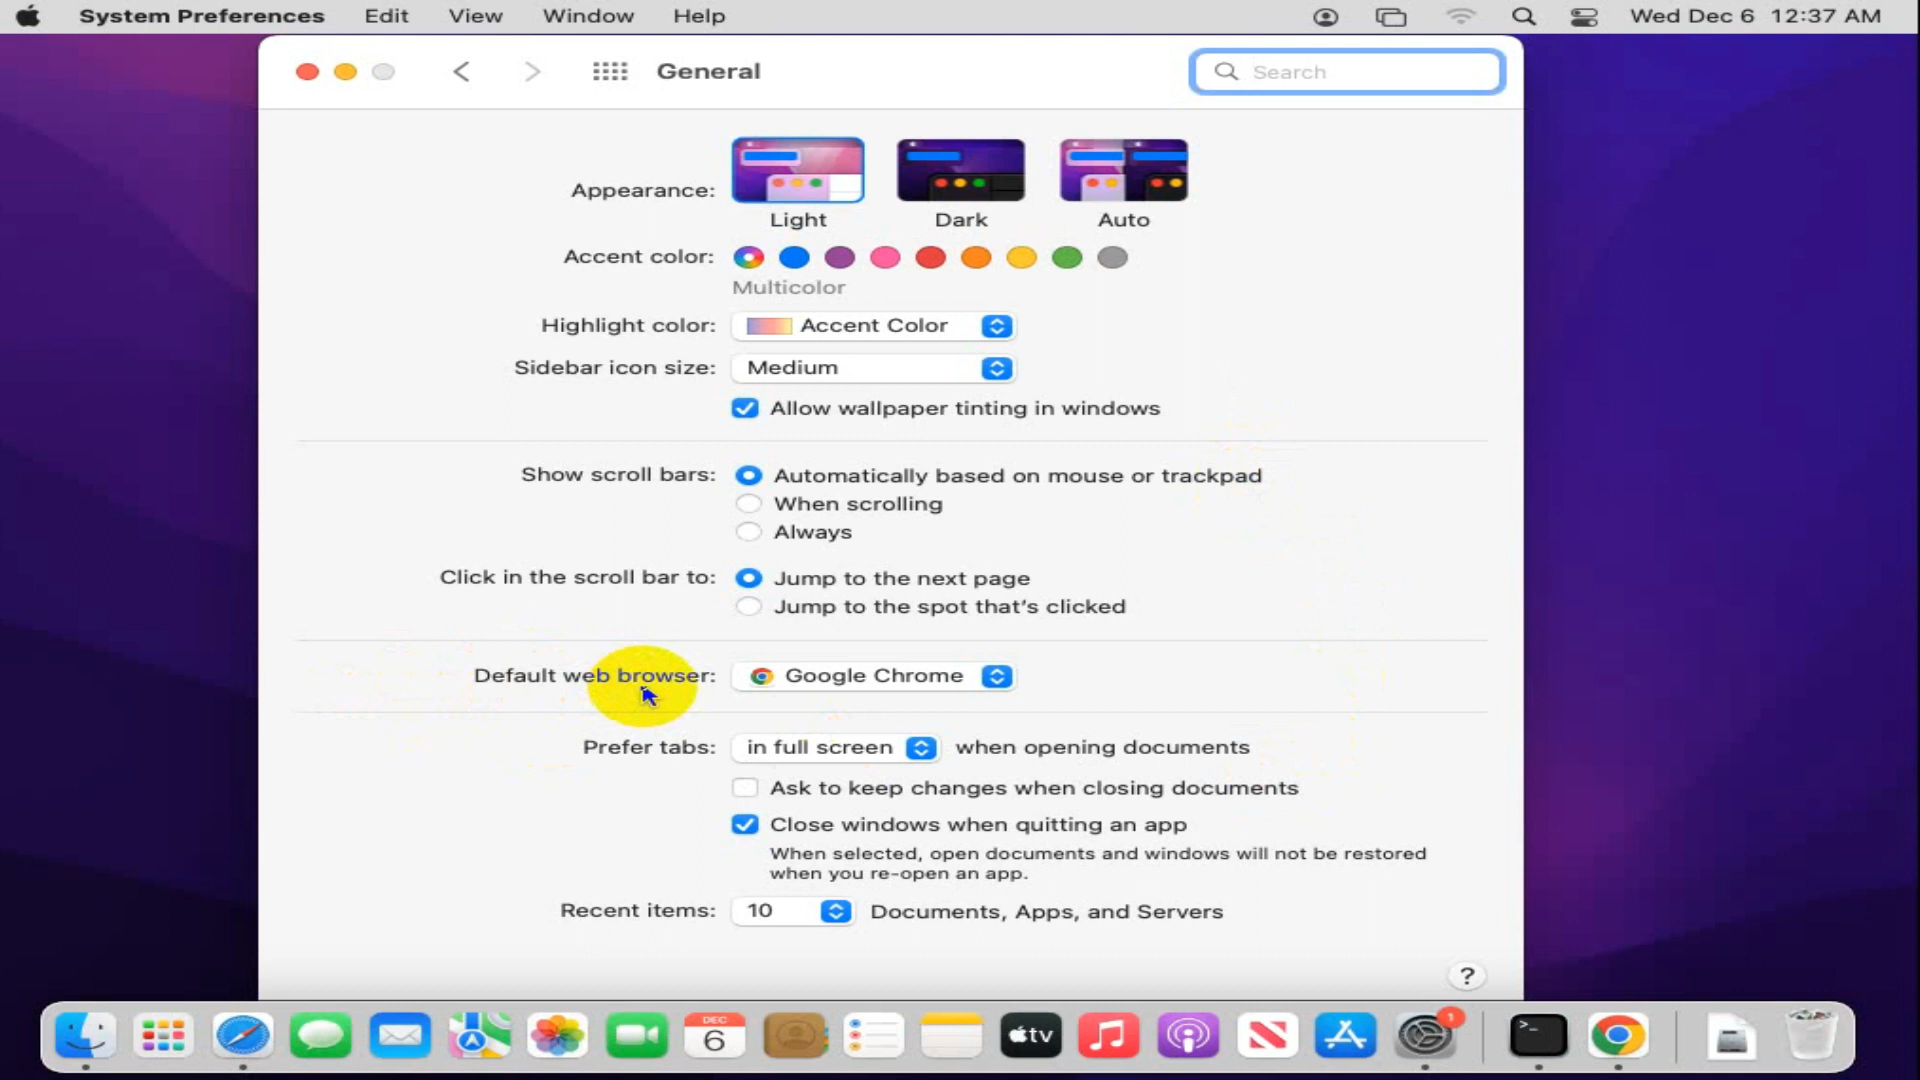 System Preferences Edit View Window Help Wed Dec 6 12:37 AM
General Search
Appearance:
Light Dark Auto
Accent color:
Multicolor
Highlight color: Accent Color
Sidebar icon size: Medium
Allow wallpaper tinting in windows
Show scroll bars: Automatically based on mouse or trackpad
When scrolling
Always
Click in the scroll bar to: Jump to the next page
Jump to the spot that's clicked
Default web browser: Google Chrome
Prefer tabs: in full screen when opening documents
Ask to keep changes when closing documents
Close windows when quitting an app
When selected, open documents and windows will not be restored
when you re-open an app.
Recent items: 10 Documents, Apps, and Servers
?
DEC
6
tv
1
>_